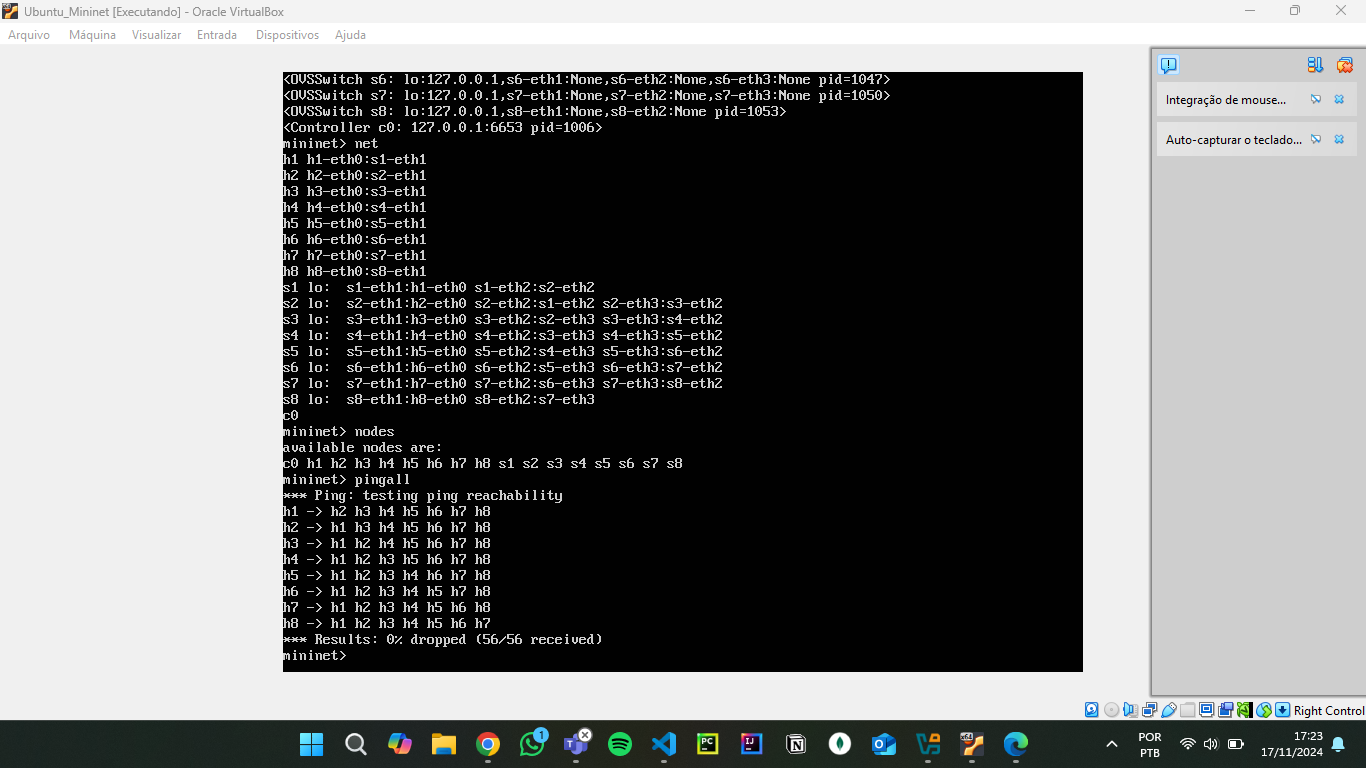 Ubuntu_Mininet [Executando] - Oracle VirtualBox
Arquivo Máquina Visualizar Entrada Dispositivos Ajuda
<OVSSwitch s6: lo:127.0.0.1,s6-eth1:None,s6-eth2:None,s6-eth3:None pid=1047>
<OVSSwitch s7: lo:127.0.0.1,s7-eth1:None,s7-eth2:None,s7-eth3:None pid=1050>
<OVSSwitch s8: lo:127.0.0.1,s8-eth1:None,s8-eth2:None pid=1053>
<Controller c0: 127.0.0.1:6653 pid=1006>
mininet> net
h1 h1-eth0:s1-eth1
h2 h2-eth0:s2-eth1
h3 h3-eth0:s3-eth1
h4 h4-eth0:s4-eth1
h5 h5-eth0:s5-eth1
h6 h6-eth0:s6-eth1
h7 h7-eth0:s7-eth1
h8 h8-eth0:s8-eth1
s1 lo:  s1-eth1:h1-eth0 s1-eth2:s2-eth2
s2 lo:  s2-eth1:h2-eth0 s2-eth2:s1-eth2 s2-eth3:s3-eth2
s3 lo:  s3-eth1:h3-eth0 s3-eth2:s2-eth3 s3-eth3:s4-eth2
s4 lo:  s4-eth1:h4-eth0 s4-eth2:s3-eth3 s4-eth3:s5-eth2
s5 lo:  s5-eth1:h5-eth0 s5-eth2:s4-eth3 s5-eth3:s6-eth2
s6 lo:  s6-eth1:h6-eth0 s6-eth2:s5-eth3 s6-eth3:s7-eth2
s7 lo:  s7-eth1:h7-eth0 s7-eth2:s6-eth3 s7-eth3:s8-eth2
s8 lo:  s8-eth1:h8-eth0 s8-eth2:s7-eth3
c0
mininet> nodes
available nodes are:
c0 h1 h2 h3 h4 h5 h6 h7 h8 s1 s2 s3 s4 s5 s6 s7 s8
mininet> pingall
*** Ping: testing ping reachability
h1 -> h2 h3 h4 h5 h6 h7 h8
h2 -> h1 h3 h4 h5 h6 h7 h8
h3 -> h1 h2 h4 h5 h6 h7 h8
h4 -> h1 h2 h3 h5 h6 h7 h8
h5 -> h1 h2 h3 h4 h6 h7 h8
h6 -> h1 h2 h3 h4 h5 h7 h8
h7 -> h1 h2 h3 h4 h5 h6 h8
h8 -> h1 h2 h3 h4 h5 h6 h7
*** Results: 0% dropped (56/56 received)
mininet>
Integração de mouse...
Auto-capturar o teclado...
Right Control
1
PC
IJ
POR
PTB
17:23
17/11/2024